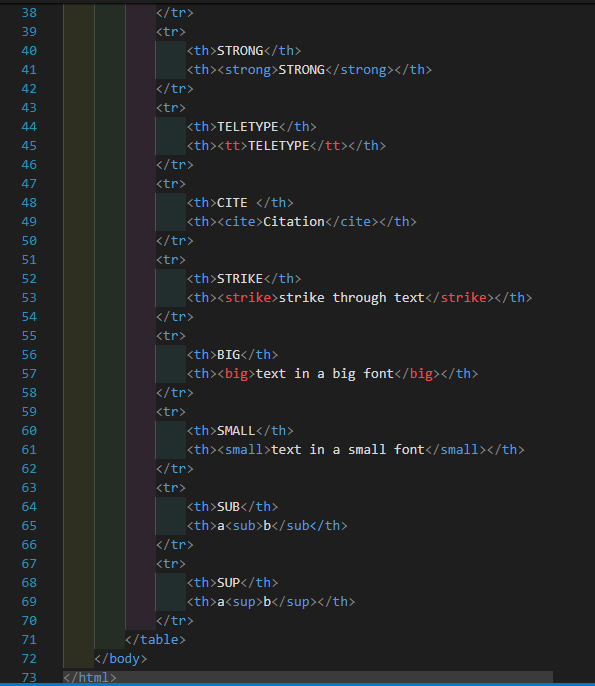 38 </tr>
39 <tr>
40 <th>STRONG</th>
41 <th><strong>STRONG</strong></th>
42 </tr>
43 <tr>
44 <th>TELETYPE</th>
45 <th><tt>TELETYPE</tt></th>
46 </tr>
47 <tr>
48 <th>CITE </th>
49 <th><cite>Citation</cite></th>
50 </tr>
51 <tr>
52 <th>STRIKE</th>
53 <th><strike>strike through text</strike></th>
54 </tr>
55 <tr>
56 <th>BIG</th>
57 <th><big>text in a big font</big></th>
58 </tr>
59 <tr>
60 <th>SMALL</th>
61 <th><small>text in a small font</small></th>
62 </tr>
63 <tr>
64 <th>SUB</th>
65 <th>a<sub>b</sub</th>
66 </tr>
67 <tr>
68 <th>SUP</th>
69 <th>a<sup>b</sup></th>
70 </tr>
71 </table>
72 </body>
73 </html>